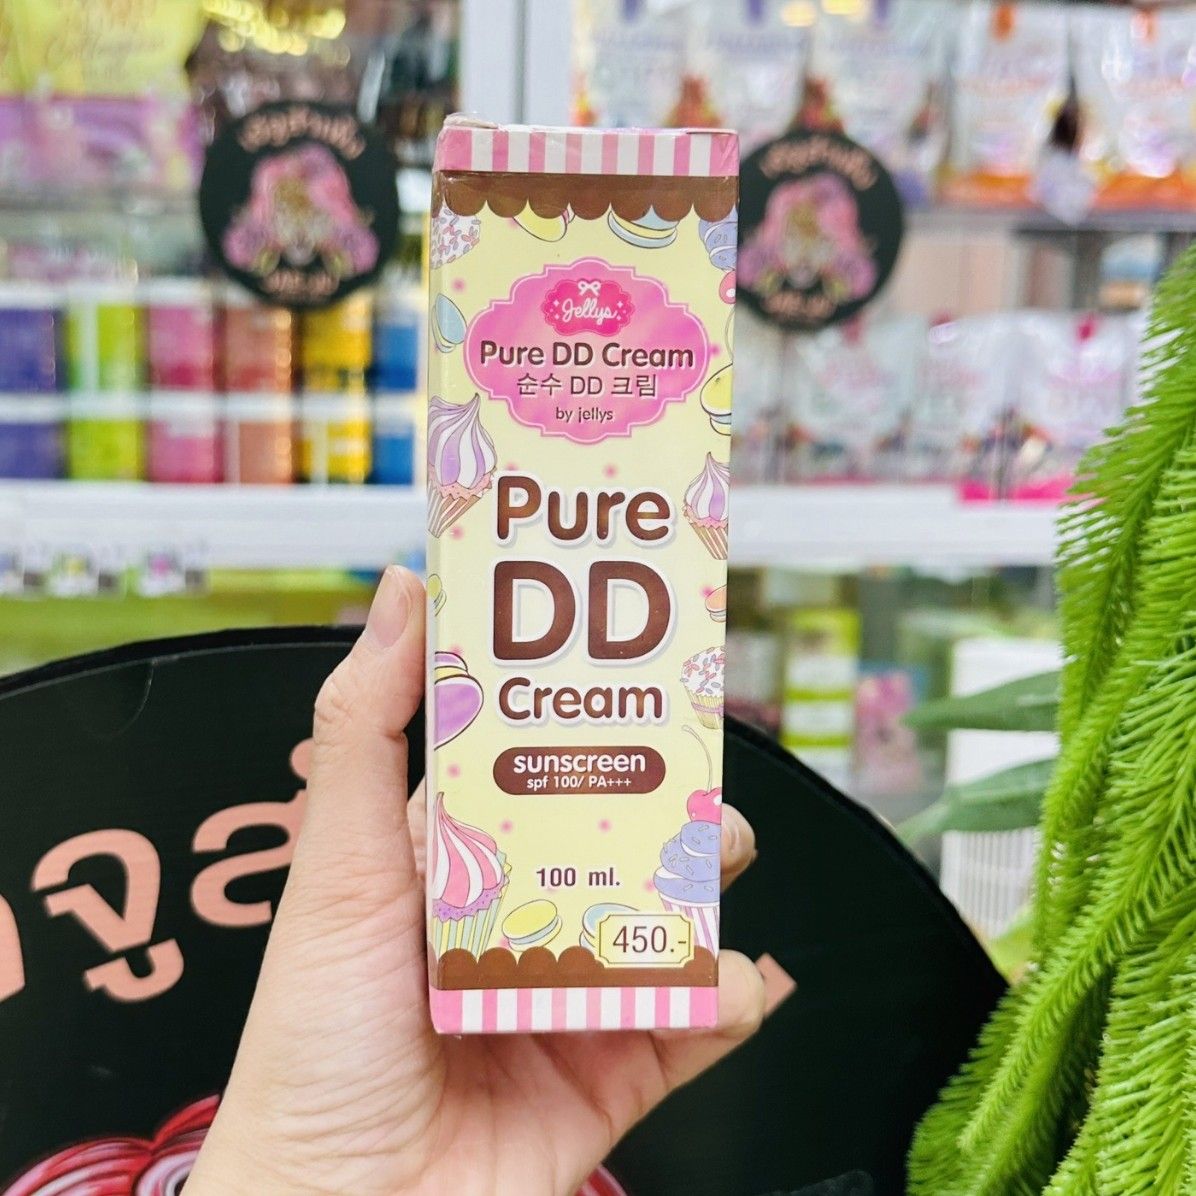 Jellys
Pure DD Cream
순수 DD 크림
by jellys
Pure
DD
Cream
sunscreen
spf 100/ PA+++
100 ml.
450.-